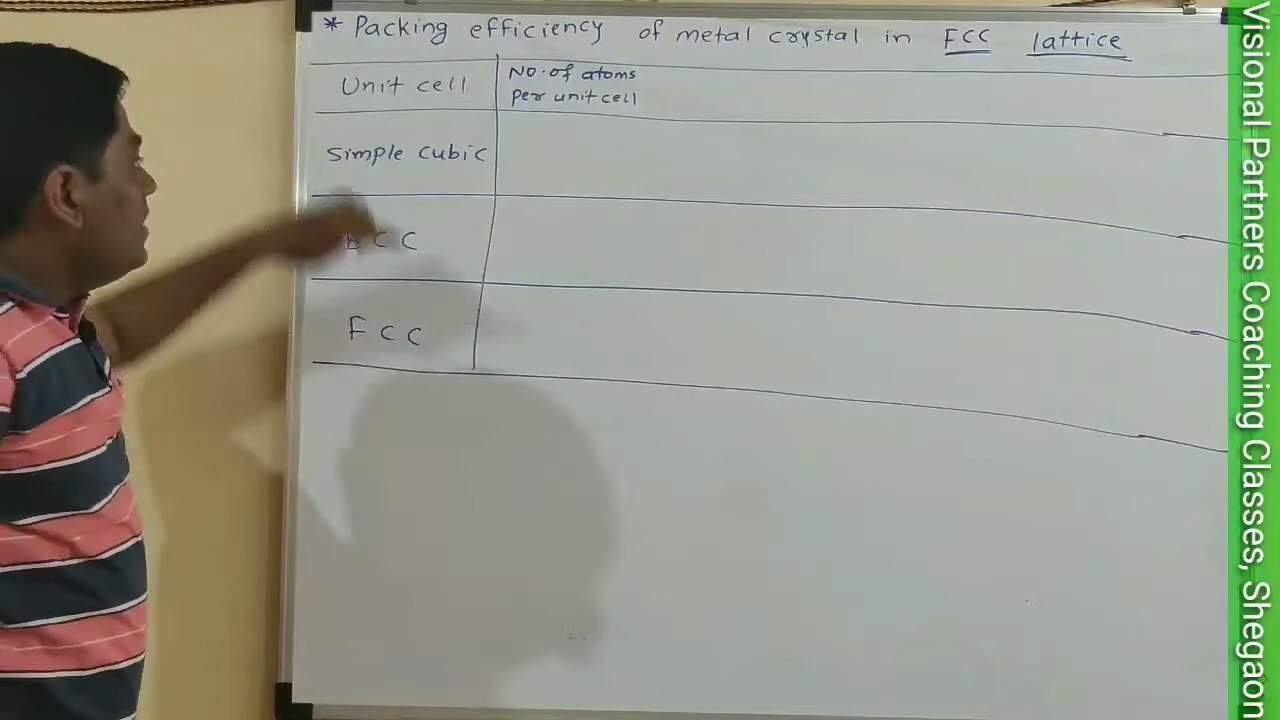 * Packing efficiency of metal crystal in FCC lattice
Unit cell
No. of atoms
Per unit cell
Simple cubic
BCC
FCC
Visional Partners Coaching Classes, Shegaon